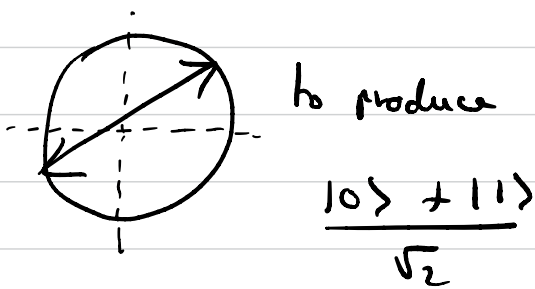 to produce
|0> + |1>
√2